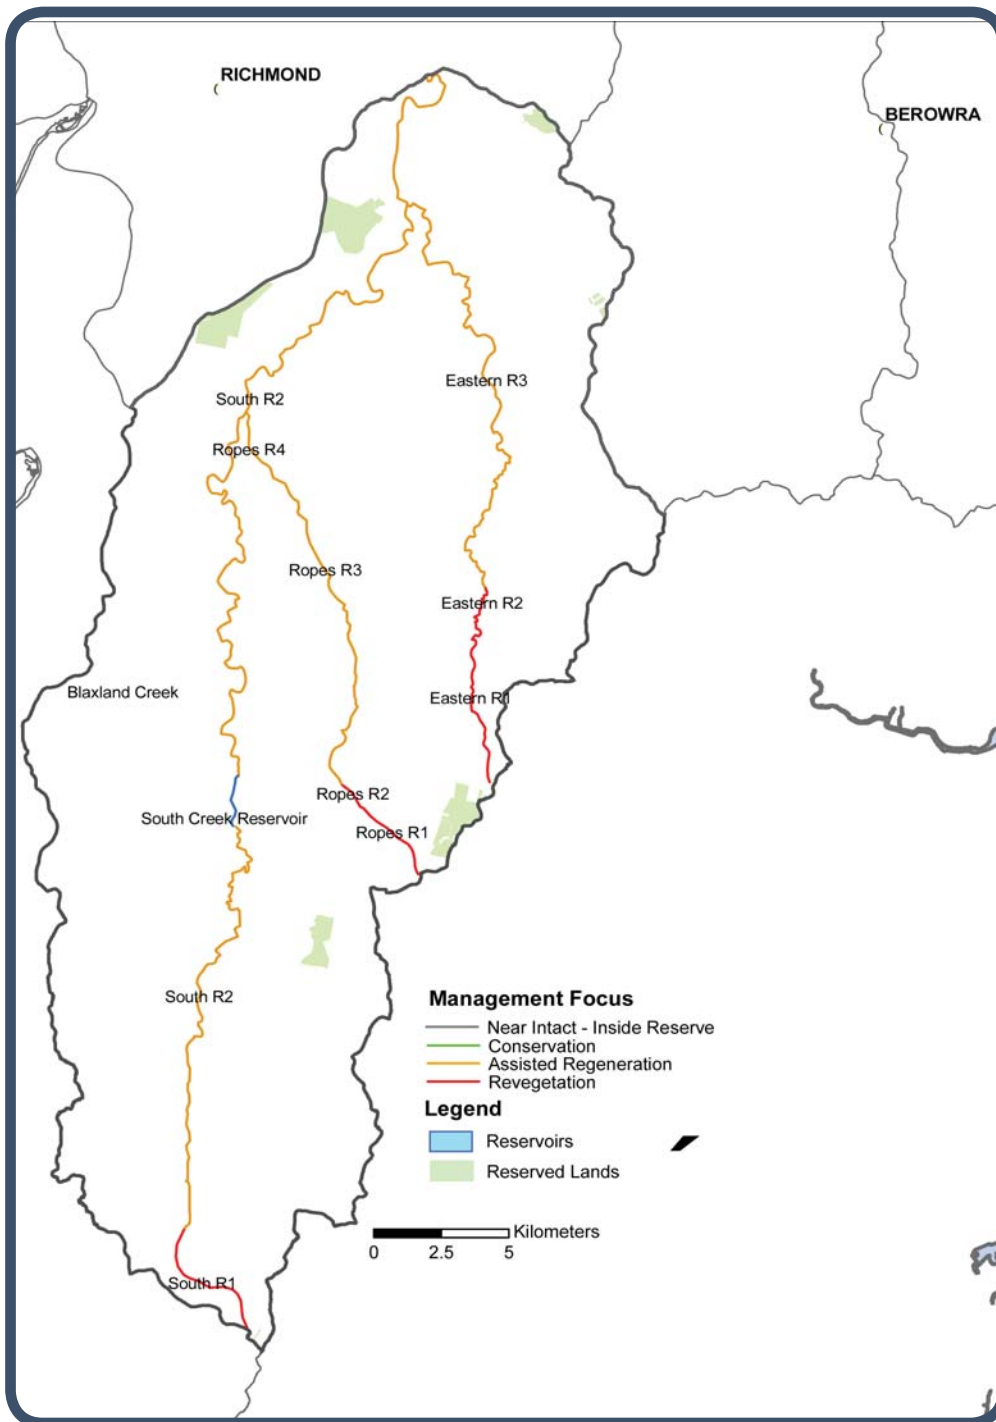 RICHMOND
BEROWRA
Eastern R3
South R2
Ropes R4
Ropes R3
Eastern R2
Blaxland Creek
Eastern R1
Ropes R2
South Creek Reservoir
Ropes R1
South R2
Management Focus
Near Intact - Inside Reserve
Conservation
Assisted Regeneration
Revegetation
Legend
Reservoirs
Reserved Lands
Kilometers
0 2.5 5
South R1